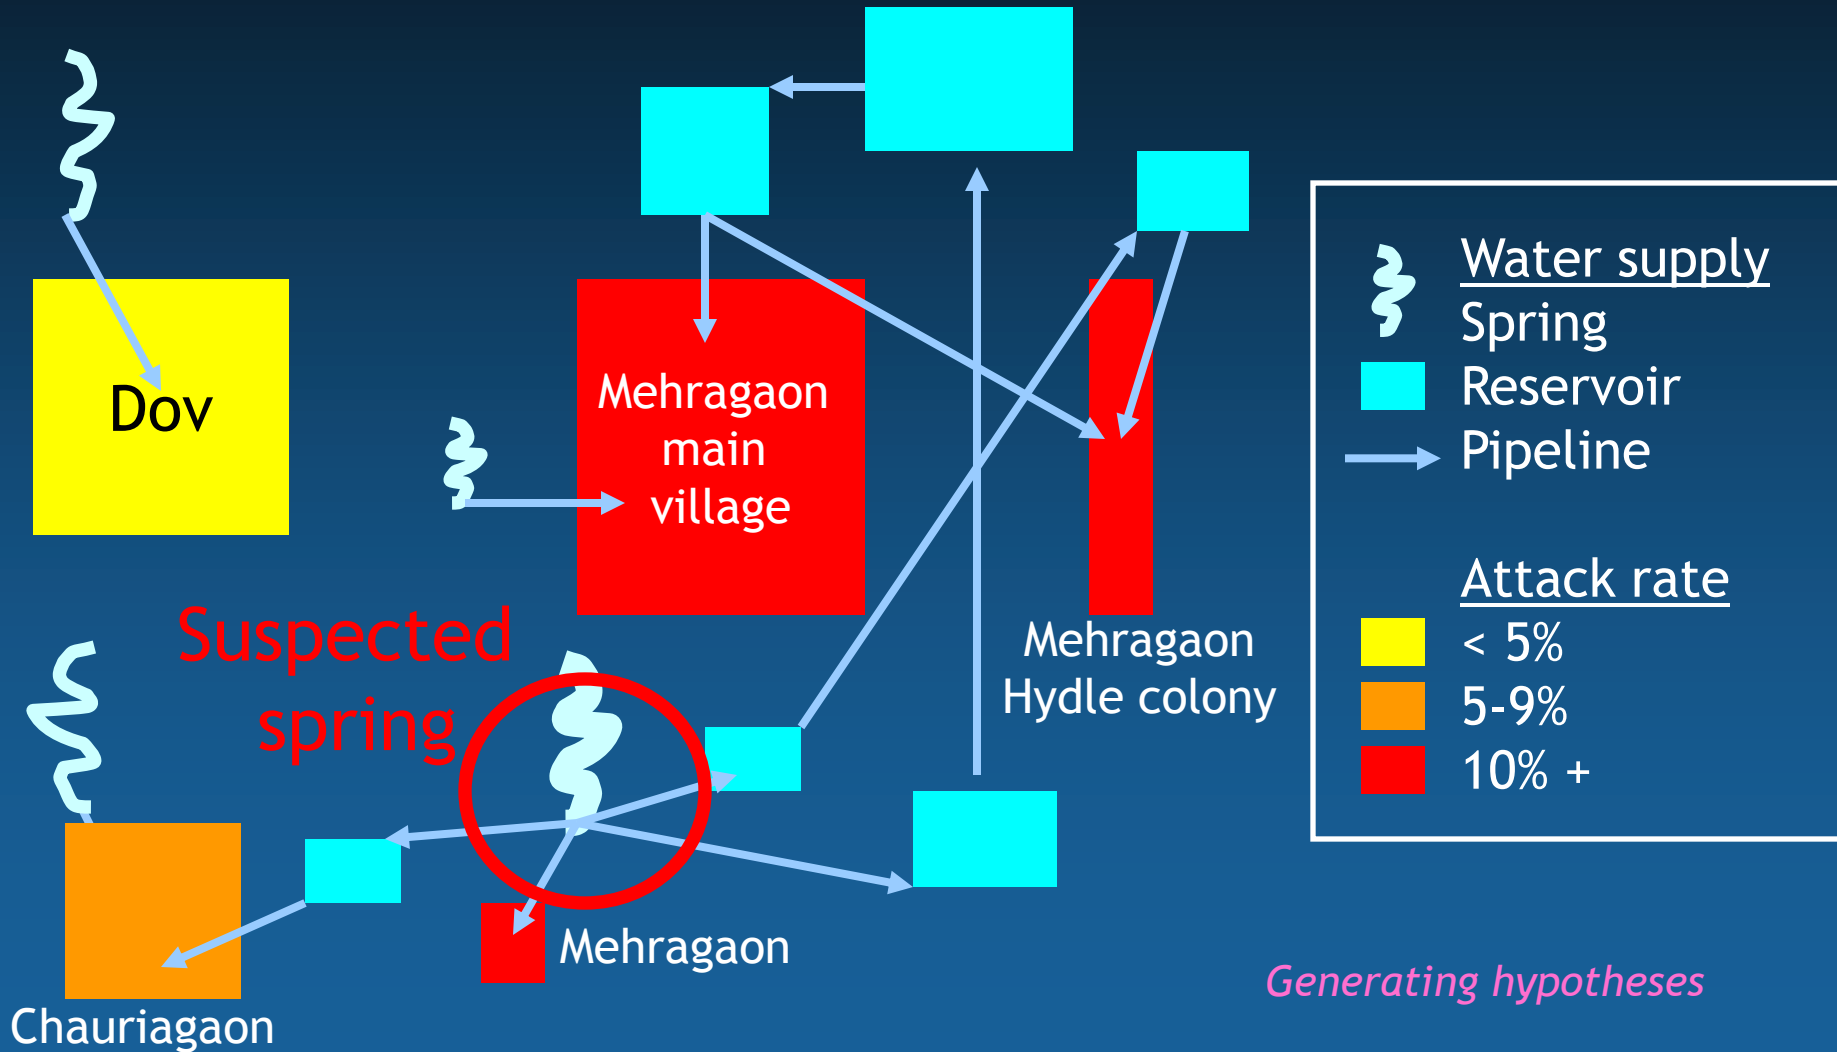 Dov
Mehragaon
main
village
Suspected
spring
Mehragaon
Hydle colony
Mehragaon
Chauriagaon
Water supply
Spring
Reservoir
Pipeline
Attack rate
< 5%
5-9%
10% +
Generating hypotheses